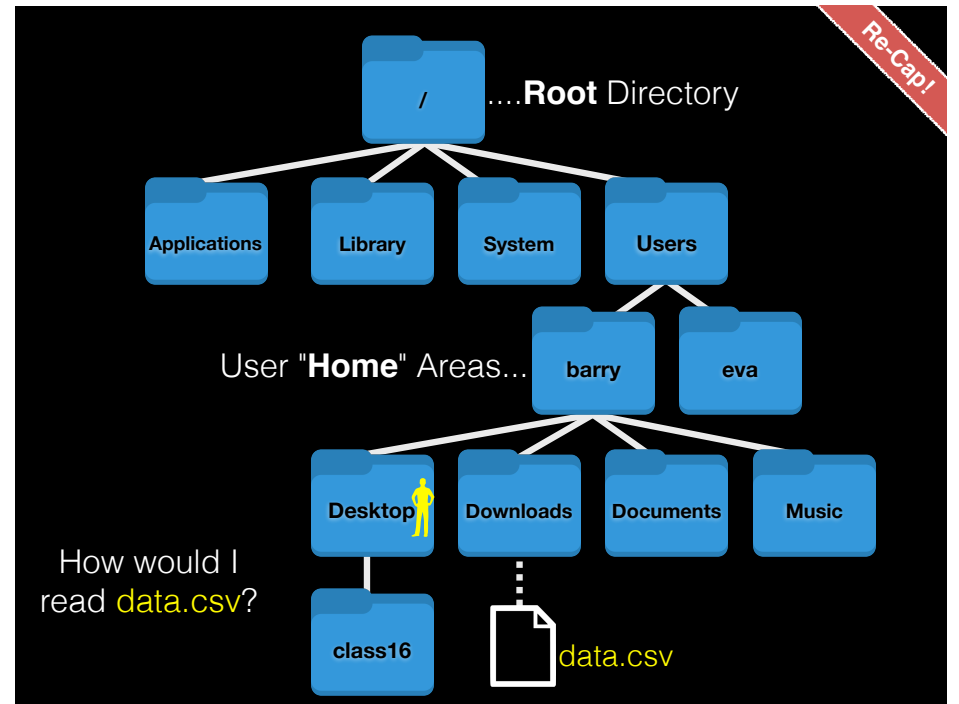 Re-Cap!
/
....Root Directory
Applications
Library
System
Users
User "Home" Areas...
barry
eva
Desktop
Downloads
Documents
Music
How would I
read data.csv?
class16
data.csv